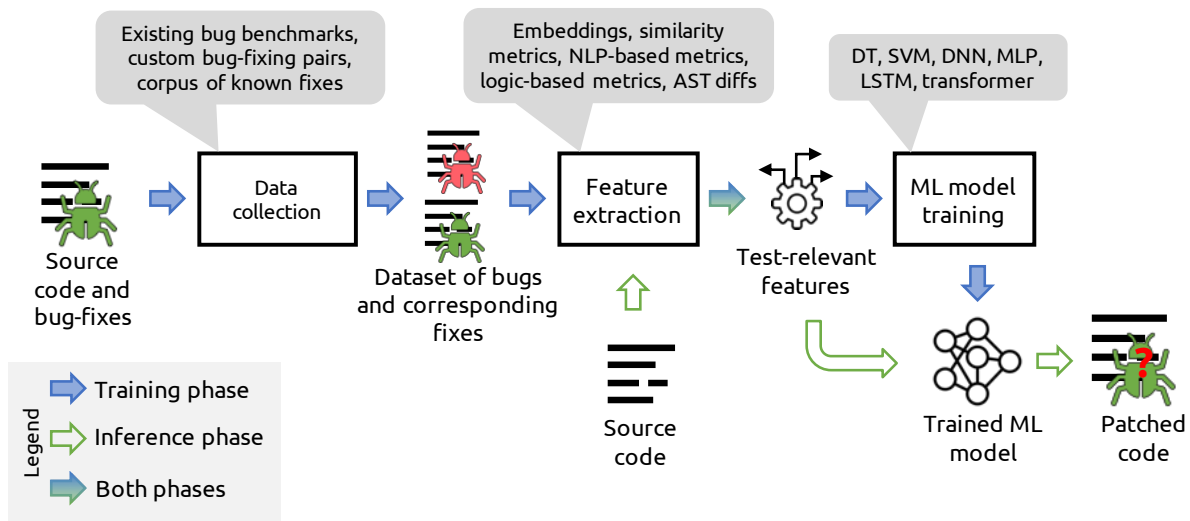 Existing bug benchmarks,
custom bug-fixing pairs,
corpus of known fixes
Embeddings, similarity
metrics, NLP-based metrics,
logic-based metrics, AST diffs
DT, SVM, DNN, MLP,
LSTM, transformer
Source
code and
bug-fixes
Data
collection
Dataset of bugs
and corresponding
fixes
Feature
extraction
Test-relevant
features
ML model
training
Source
code
Trained ML
model
?
Patched
code
Legend
Training phase
Inference phase
Both phases